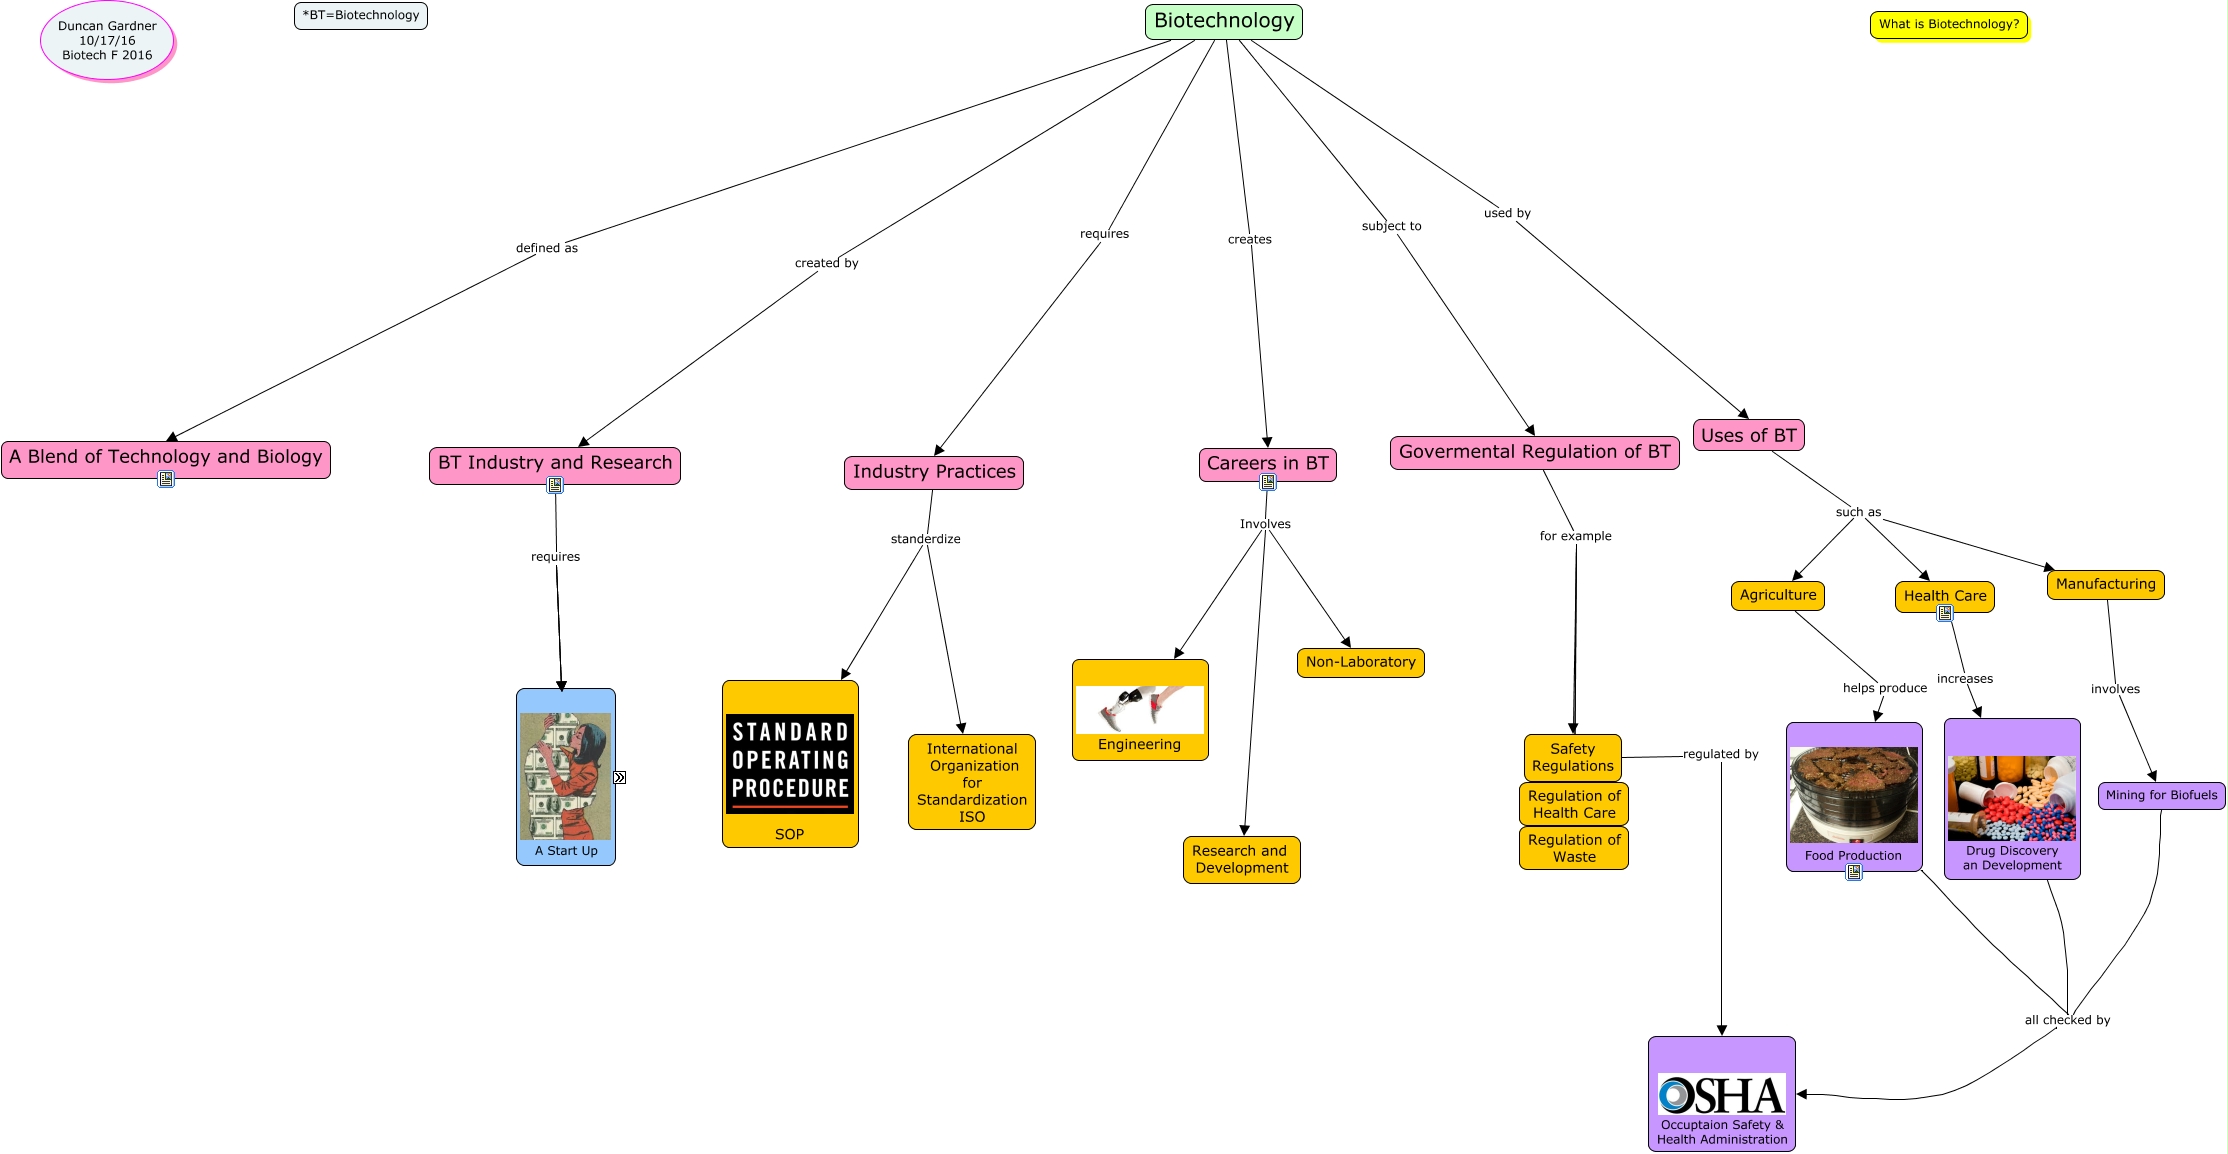 Duncan Gardner
10/17/16
Biotech F 2016
*BT=Biotechnology
Biotechnology
What is Biotechnology?
defined as
created by
requires
creates
subject to
used by
A Blend of Technology and Biology
BT Industry and Research
Industry Practices
Careers in BT
Govermental Regulation of BT
Uses of BT
requires
standerdize
Involves
for example
such as
Agriculture
Health Care
Manufacturing
A Start Up
STANDARD
OPERATING
PROCEDURE
SOP
International
Organization
for
Standardization
ISO
Engineering
Non-Laboratory
Research and
Development
Safety
Regulations
Regulation of
Health Care
Regulation of
Waste
regulated by
helps produce
increases
involves
Food Production
Drug Discovery
an Development
Mining for Biofuels
all checked by
OSHA
Occuptaion Safety &
Health Administration